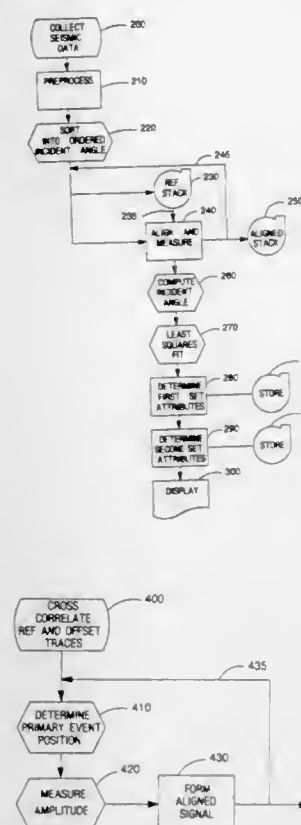 COLLECT
SEISMIC
DATA
200
PREPROCESS
210
SORT
INTO ORDERED
INCIDENT ANGLE
220
245
REF
STACK
230
235
ALIGN AND
MEASURE
240
ALIGNED
STACK
250
COMPUTE
INCIDENT
ANGLE
260
LEAST
SQUARES
FIT
270
DETERMINE
FIRST SET
ATTRIBUTES
280
STORE
DETERMINE
SECOND SET
ATTRIBUTES
290
STORE
DISPLAY
300
CROSS
CORRELATE
REF AND OFFSET
TRACES
400
435
DETERMINE
PRIMARY EVENT
POSITION
410
MEASURE
AMPLITUDE
420
FORM
ALIGNED
SIGNAL
430